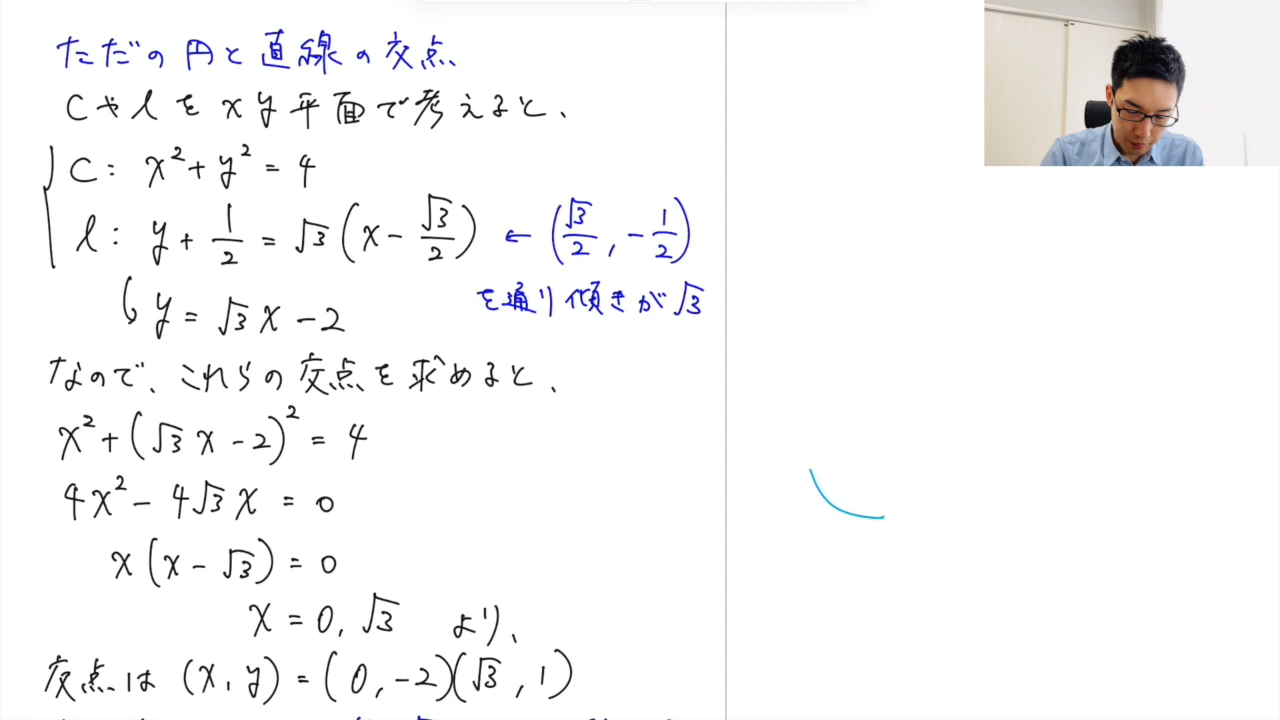 ただの円と直線の交点
Cやlをxy平面で考えると、
C: x² + y² = 4
l: y + 1/2 = √3 (x − √3/2) ← (√3/2, −1/2)
を通り傾きが√3
↳ y = √3 x − 2
なので、これらの交点を求めると、
x² + (√3 x − 2)² = 4
4x² − 4√3 x = 0
x (x − √3) = 0
x = 0, √3 より、
交点は (x, y) = (0, −2)(√3, 1)